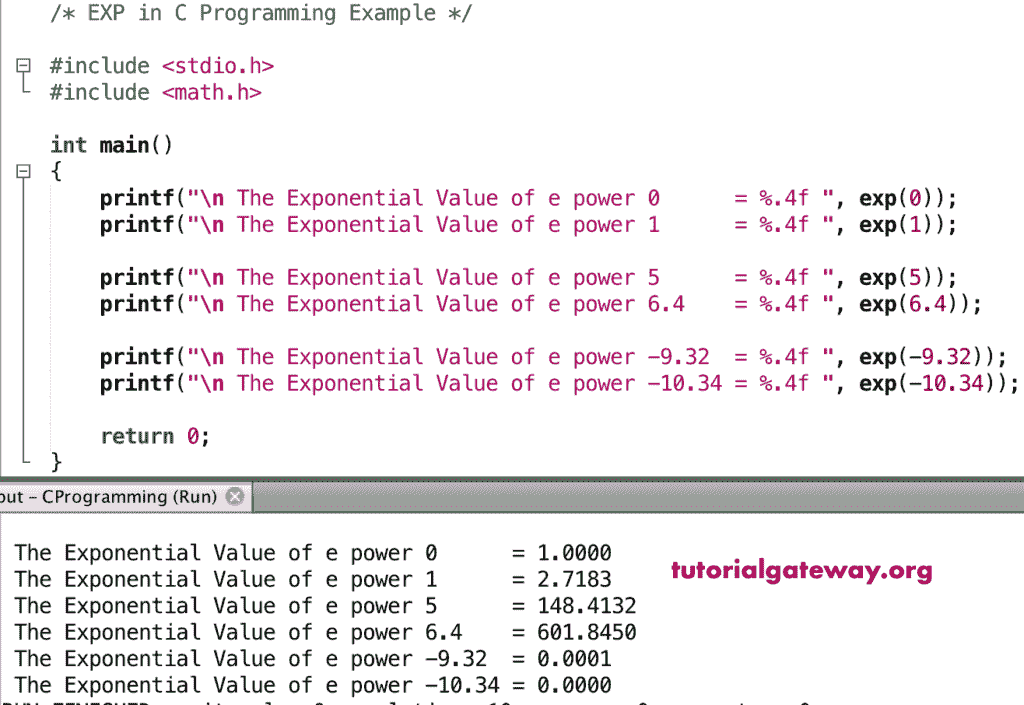 /* EXP in C Programming Example */
#include <stdio.h>
#include <math.h>
int main()
{
printf("\n The Exponential Value of e power 0      = %.4f ", exp(0));
printf("\n The Exponential Value of e power 1      = %.4f ", exp(1));
printf("\n The Exponential Value of e power 5      = %.4f ", exp(5));
printf("\n The Exponential Value of e power 6.4    = %.4f ", exp(6.4));
printf("\n The Exponential Value of e power -9.32  = %.4f ", exp(-9.32));
printf("\n The Exponential Value of e power -10.34 = %.4f ", exp(-10.34));
return 0;
}
– CProgramming (Run)
The Exponential Value of e power 0      = 1.0000
tutorialgateway.org
The Exponential Value of e power 1      = 2.7183
The Exponential Value of e power 5      = 148.4132
The Exponential Value of e power 6.4    = 601.8450
The Exponential Value of e power -9.32  = 0.0001
The Exponential Value of e power -10.34 = 0.0000